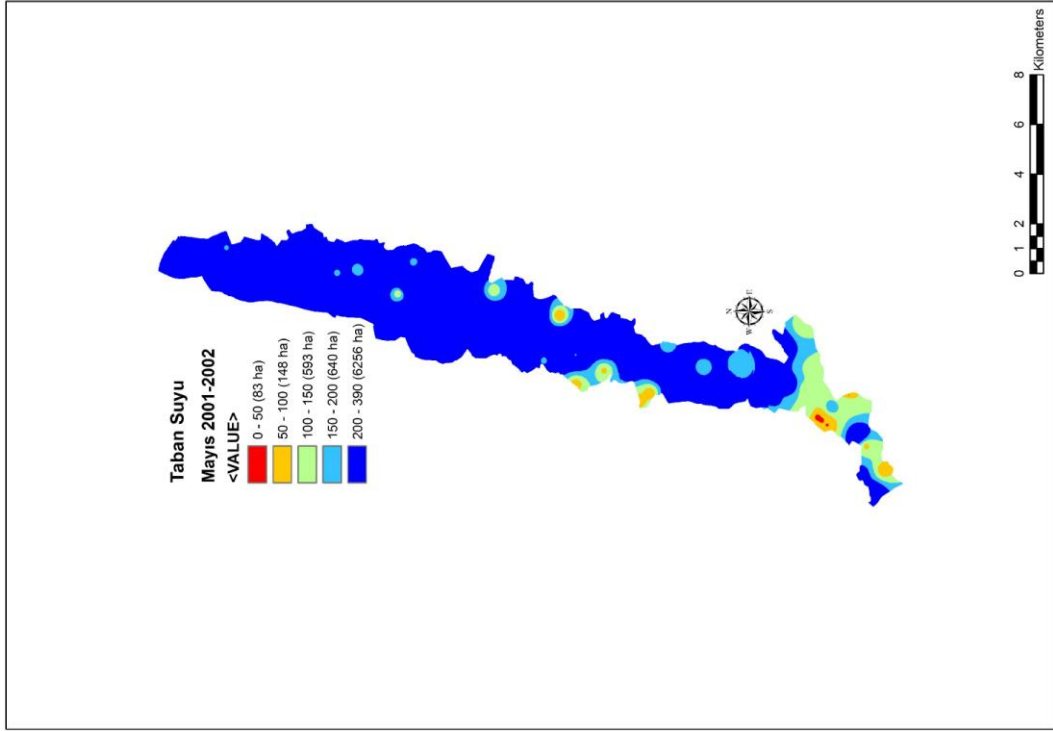 Taban Suyu
Mayıs 2001-2002
<VALUE>
0 - 50 (83 ha)
50 - 100 (148 ha)
100 - 150 (593 ha)
150 - 200 (640 ha)
200 - 390 (6256 ha)
N
W E
S
0 1 2 4 6 8
Kilometers